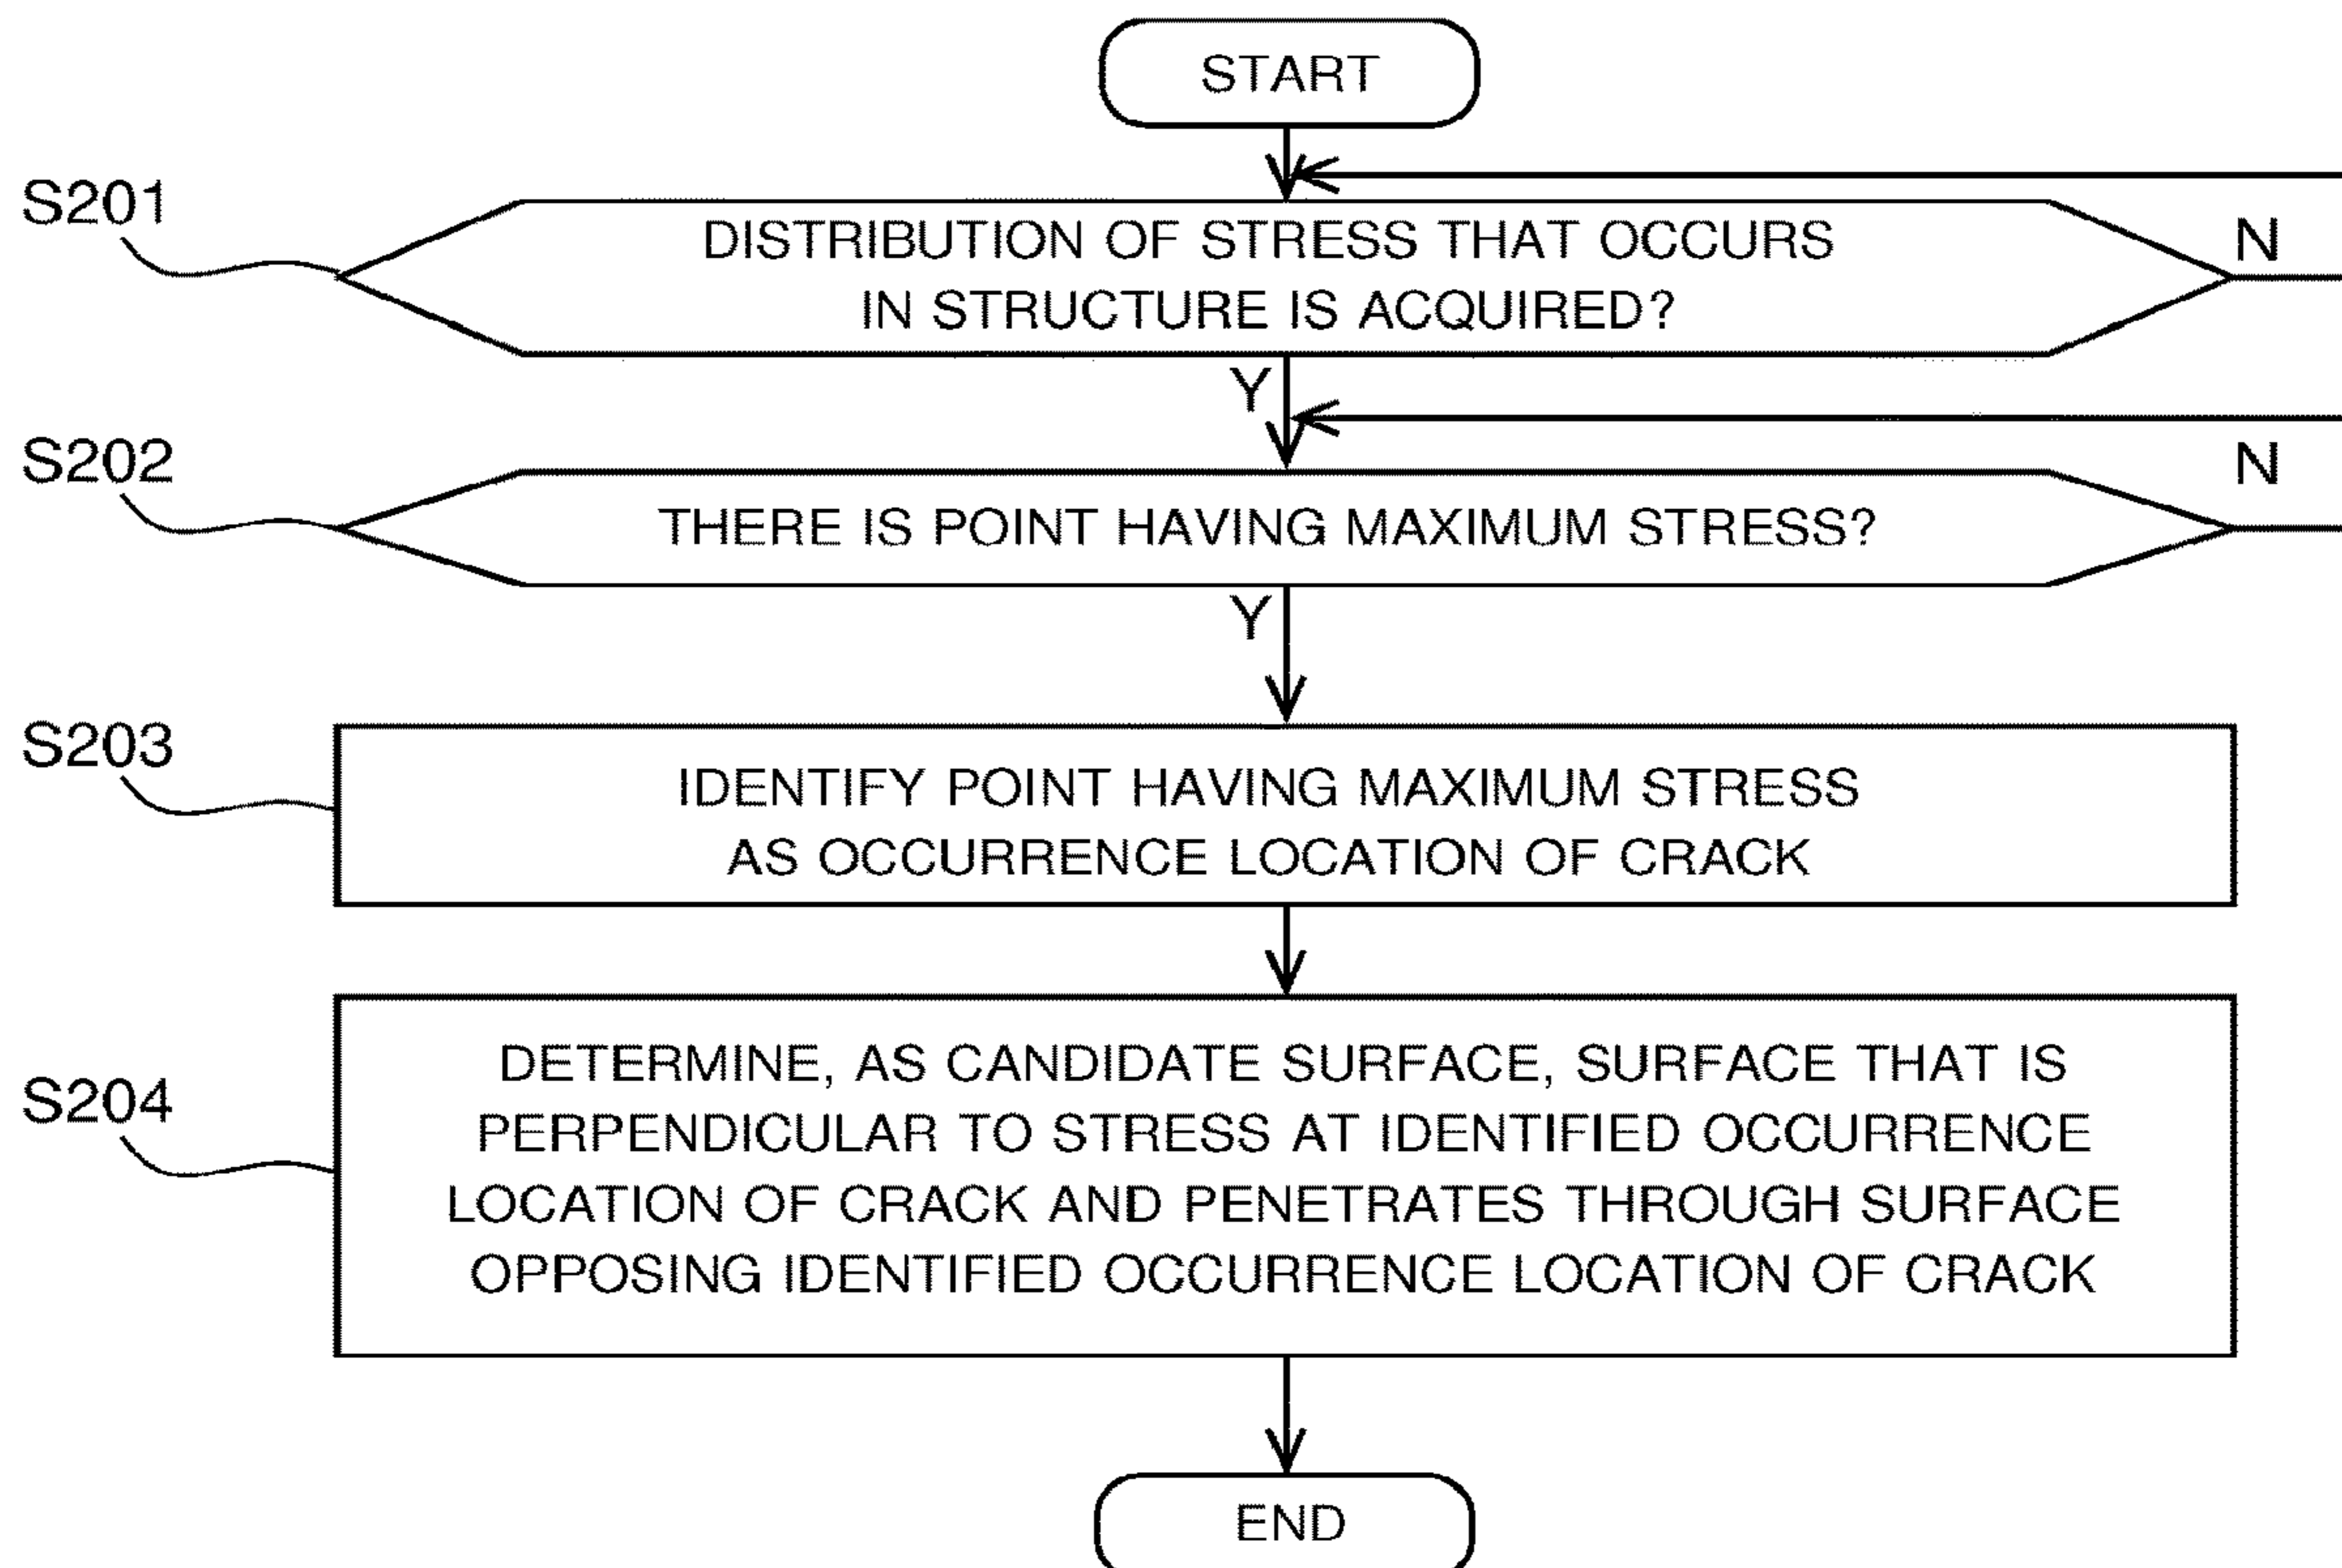 START
S201
DISTRIBUTION OF STRESS THAT OCCURS
IN STRUCTURE IS ACQUIRED?
N
Y
S202
THERE IS POINT HAVING MAXIMUM STRESS?
N
Y
S203
IDENTIFY POINT HAVING MAXIMUM STRESS
AS OCCURRENCE LOCATION OF CRACK
S204
DETERMINE, AS CANDIDATE SURFACE, SURFACE THAT IS
PERPENDICULAR TO STRESS AT IDENTIFIED OCCURRENCE
LOCATION OF CRACK AND PENETRATES THROUGH SURFACE
OPPOSING IDENTIFIED OCCURRENCE LOCATION OF CRACK
END